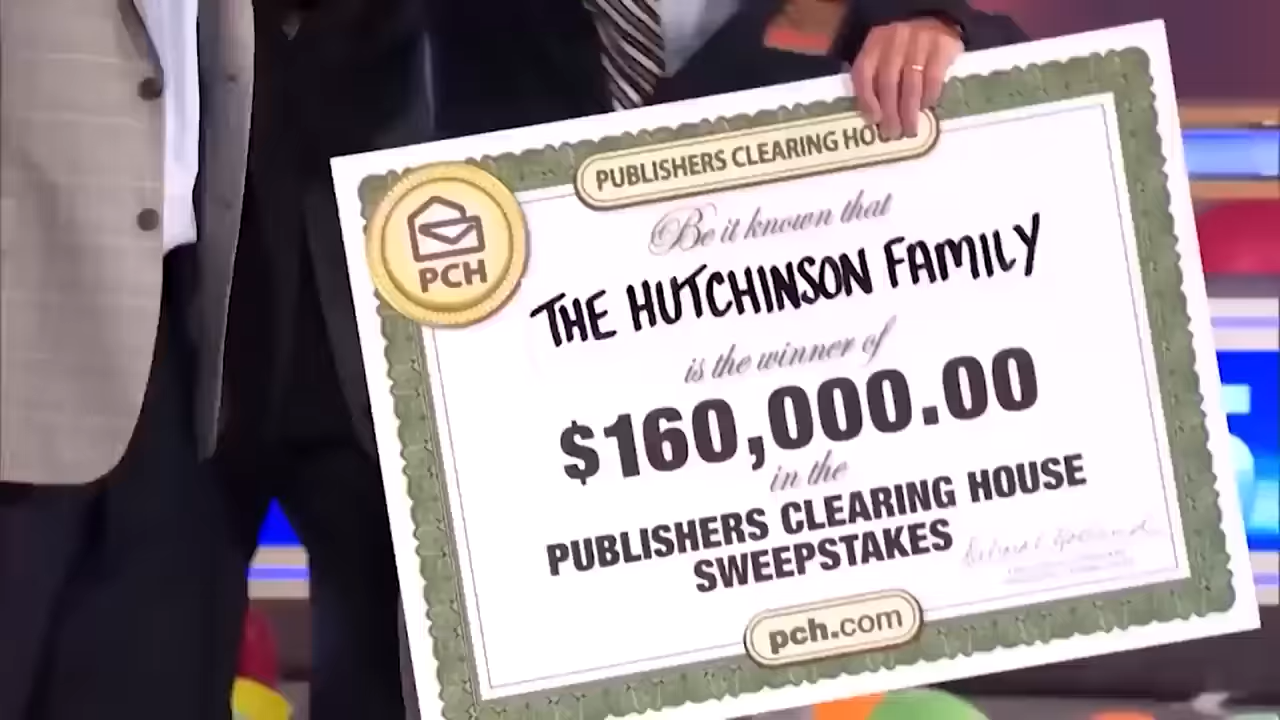 PUBLISHERS CLEARING HOU
PCH
Be it known that
THE HUTCHINSON FAMILY
is the winner of
$160,000.00
in the
PUBLISHERS CLEARING HOUSE
SWEEPSTAKES
pch.com